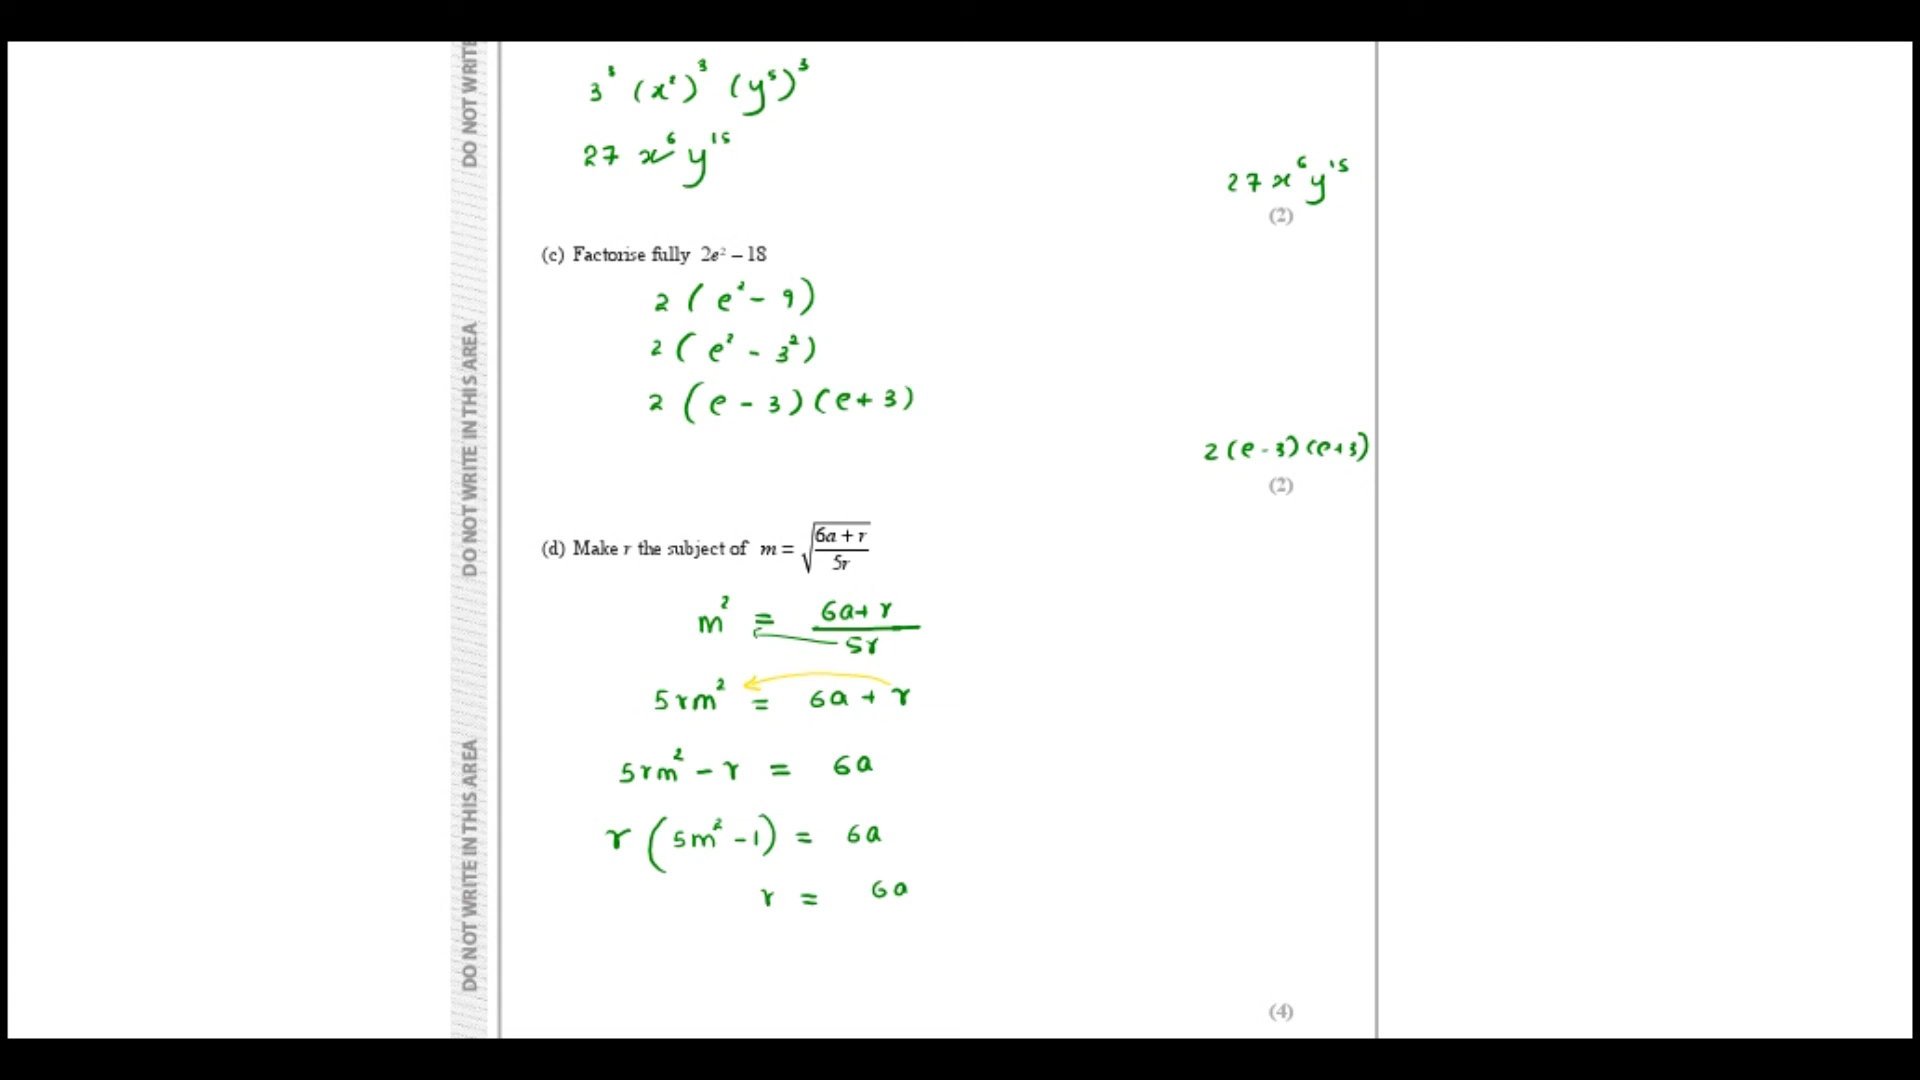 DO NOT WRITE
3³ (x²)³ (y⁵)³
27 x⁶ y¹⁵
27 x⁶ y¹⁵
(2)
(c) Factorise fully 2e² – 18
2 ( e² - 9)
2 ( e² - 3²)
DO NOT WRITE IN THIS AREA
2 (e - 3)(e + 3)
2 (e - 3)(e + 3)
(2)
(d) Make r the subject of m = √((6a + r)/(5r))
m² = (6a + r)/(5r)
5rm² = 6a + r
5rm² - r = 6a
r (5m² - 1) = 6a
DO NOT WRITE IN THIS AREA
r = 6a
(4)